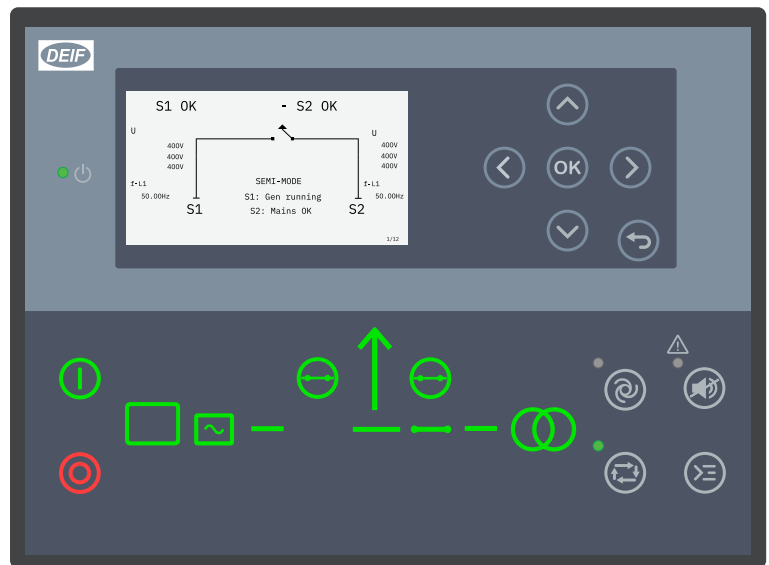 DEIF
S1 OK - S2 OK
U U
400V 400V
400V 400V
400V 400V
SEMI-MODE
f-L1 f-L1
S1: Gen running
50.00Hz 50.00Hz
S1 S2: Mains OK S2
1/12
OK